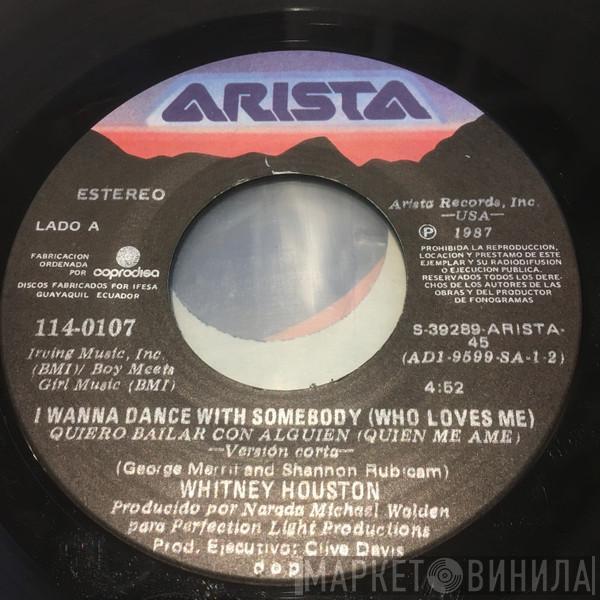 ARISTA
ESTEREO
LADO A
FABRICACION
ORDENADA
POR coprodisa
DISCOS FABRICADOS POR IFESA
GUAYAQUIL ECUADOR
114-0107
Irving Music, Inc.
(BMI)/ Boy Meets
Girl Music (BMI)
Arista Records, Inc.
—USA—
Ⓟ 1987
PROHIBIDA LA REPRODUCCION,
LOCACION Y PRESTAMO DE ESTE
EJEMPLAR Y SU RADIODIFUSION
O EJECUCION PUBLICA.
RESERVADOS TODOS LOS DERE-
CHOS DE LOS AUTORES DE LAS
OBRAS Y DEL PRODUCTOR
DE FONOGRAMAS
S-39289-ARISTA-
45
(AD1-9599-SA-1-2)
4:52
I WANNA DANCE WITH SOMEBODY (WHO LOVES ME)
QUIERO BAILAR CON ALGUIEN (QUIEN ME AME)
—Versión corta—
(George Merril and Shannon Rubicam)
WHITNEY HOUSTON
Producido por Narada Michael Walden
para Perfection Light Productions
Prod. Ejecutivo: Clive Davis
d e p
МАРКЕТ ВИНИЛА